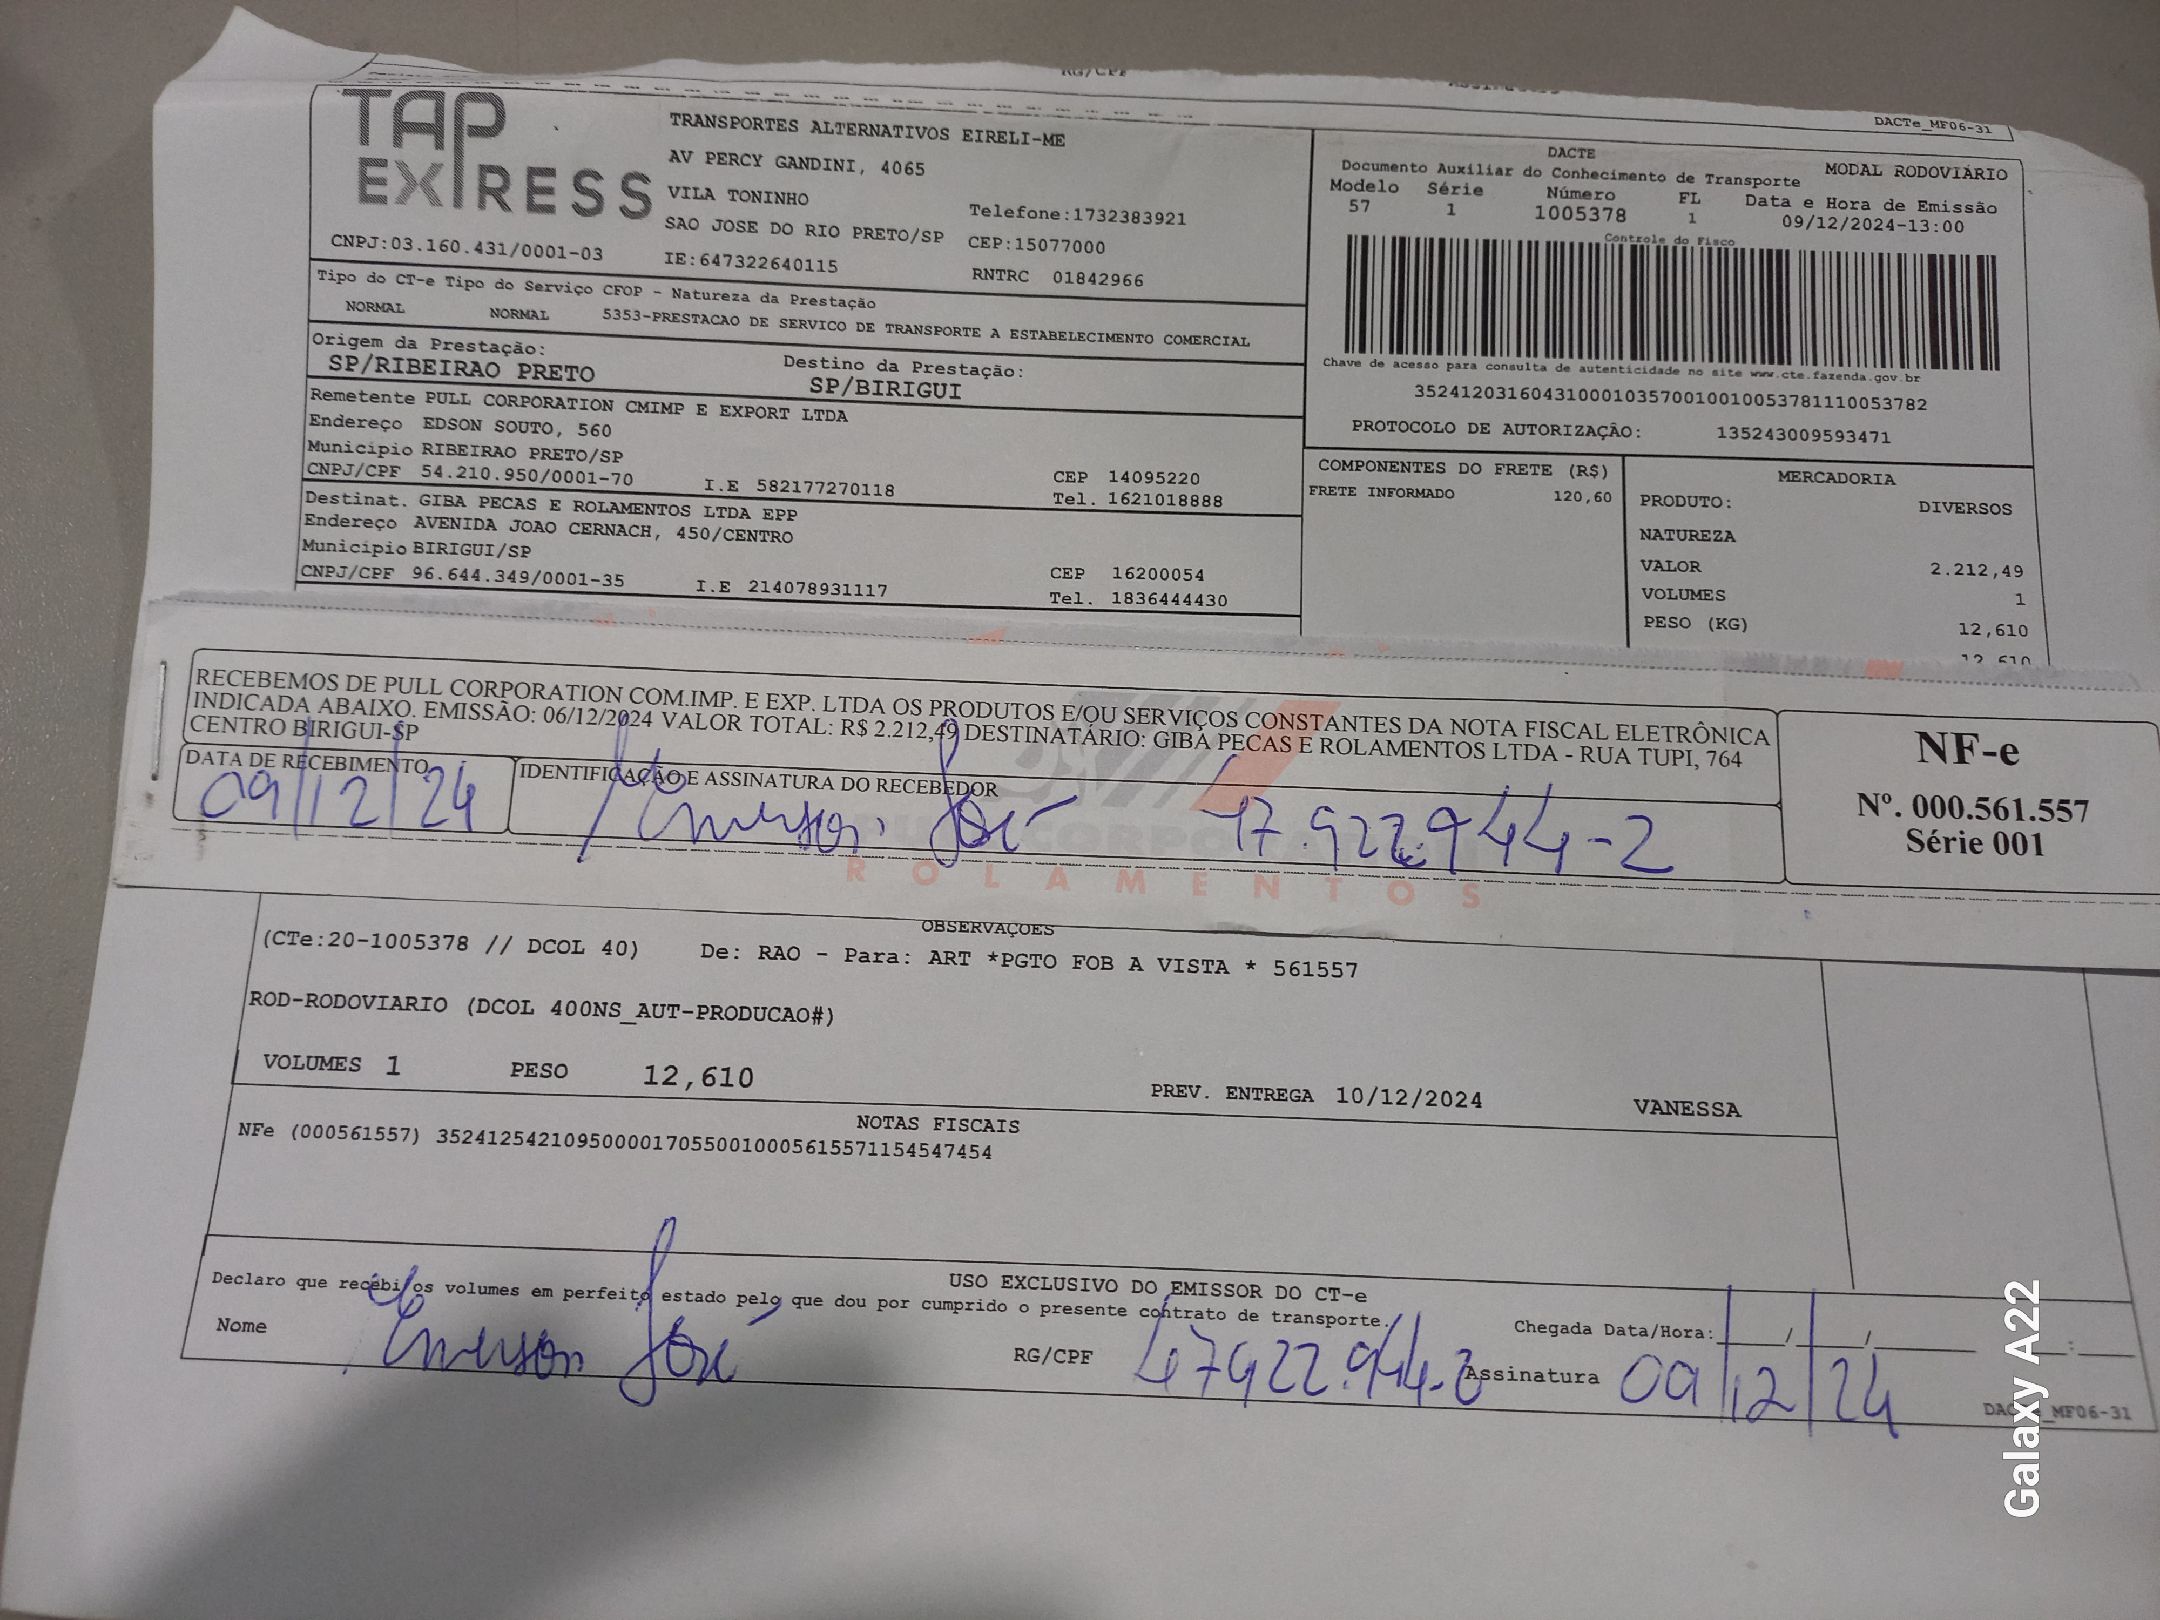 RG/CPF
DACTe_MF06-31
TAP
EXPRESS
TRANSPORTES ALTERNATIVOS EIRELI-ME
AV PERCY GANDINI, 4065
VILA TONINHO
Telefone:1732383921
SAO JOSE DO RIO PRETO/SP CEP:15077000
CNPJ:03.160.431/0001-03 IE:647322640115 RNTRC 01842966
DACTE
MODAL RODOVIÁRIO
Documento Auxiliar do Conhecimento de Transporte
Modelo Série Número FL Data e Hora de Emissão
57 1 1005378 1 09/12/2024-13:00
Controle do Fisco
Chave de acesso para consulta de autenticidade no site www.cte.fazenda.gov.br
35241203160431000103570010010053781110053782
PROTOCOLO DE AUTORIZAÇÃO: 135243009593471
Tipo do CT-e Tipo do Serviço CFOP - Natureza da Prestação
NORMAL NORMAL 5353-PRESTACAO DE SERVICO DE TRANSPORTE A ESTABELECIMENTO COMERCIAL
Origem da Prestação: Destino da Prestação:
SP/RIBEIRAO PRETO SP/BIRIGUI
Remetente PULL CORPORATION CMIMP E EXPORT LTDA
Endereço EDSON SOUTO, 560
Município RIBEIRAO PRETO/SP CEP 14095220
CNPJ/CPF 54.210.950/0001-70 I.E 582177270118 Tel. 1621018888
Destinat. GIBA PECAS E ROLAMENTOS LTDA EPP
Endereço AVENIDA JOAO CERNACH, 450/CENTRO
Município BIRIGUI/SP CEP 16200054
CNPJ/CPF 96.644.349/0001-35 I.E 214078931117 Tel. 1836444430
COMPONENTES DO FRETE (R$)
FRETE INFORMADO 120,60
MERCADORIA
PRODUTO: DIVERSOS
NATUREZA
VALOR 2.212,49
VOLUMES 1
PESO (KG) 12,610
12,610
RECEBEMOS DE PULL CORPORATION COM.IMP. E EXP. LTDA OS PRODUTOS E/OU SERVIÇOS CONSTANTES DA NOTA FISCAL ELETRÔNICA
INDICADA ABAIXO. EMISSÃO: 06/12/2024 VALOR TOTAL: R$ 2.212,49 DESTINATÁRIO: GIBA PECAS E ROLAMENTOS LTDA - RUA TUPI, 764
CENTRO BIRIGUI-SP
DATA DE RECEBIMENTO IDENTIFICAÇÃO E ASSINATURA DO RECEBEDOR
09/12/24 Emerson José 47.922.944-2
NF-e
Nº. 000.561.557
Série 001
ROLAMENTOS
OBSERVAÇOES
(CTe:20-1005378 // DCOL 40) De: RAO - Para: ART *PGTO FOB A VISTA * 561557
ROD-RODOVIARIO (DCOL 400NS_AUT-PRODUCAO#)
VOLUMES 1 PESO 12,610 PREV. ENTREGA 10/12/2024 VANESSA
NOTAS FISCAIS
NFe (000561557) 35241254210950000170550010005615571154547454
USO EXCLUSIVO DO EMISSOR DO CT-e
Declaro que recebi os volumes em perfeito estado pelo que dou por cumprido o presente contrato de transporte.
Chegada Data/Hora: / / :
Nome Emerson José RG/CPF 47922.944-2 Assinatura 09/12/24
DACTe_MF06-31
Galaxy A22